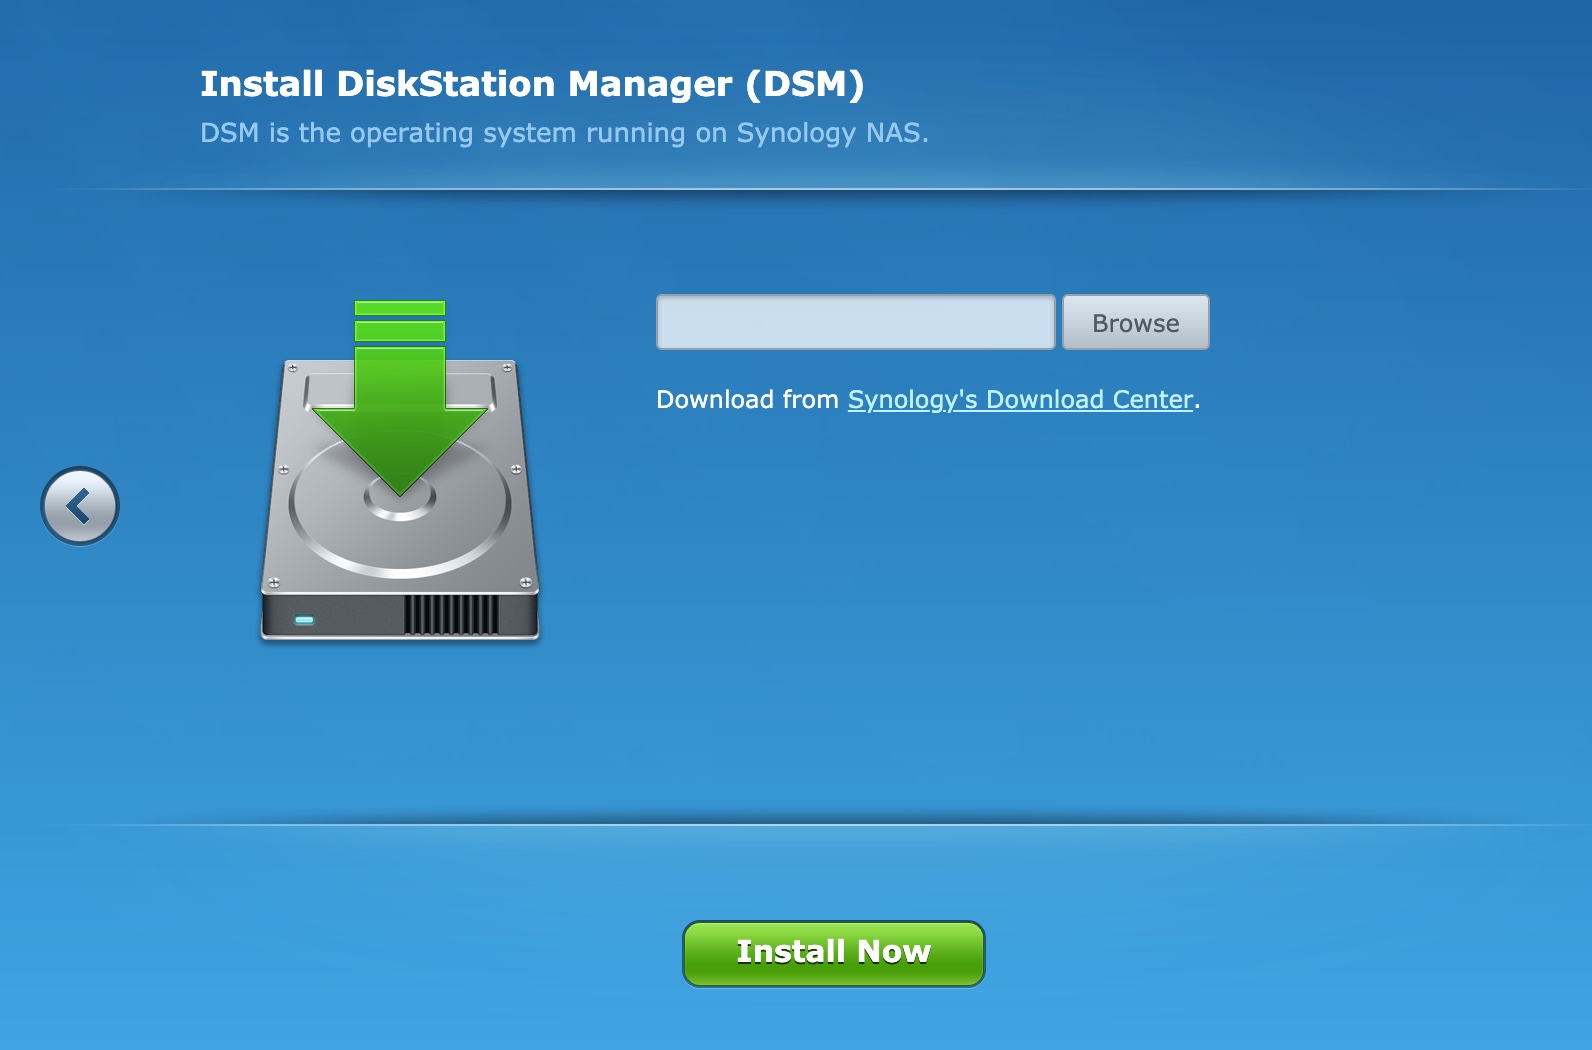 Install DiskStation Manager (DSM)
DSM is the operating system running on Synology NAS.
Browse
Download from Synology's Download Center.
Install Now